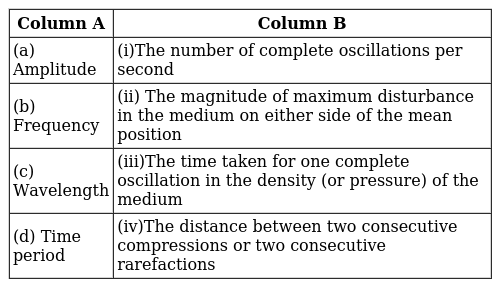 Column A Column B
(a)
Amplitude
(i)The number of complete oscillations per
second
(b)
Frequency
(ii) The magnitude of maximum disturbance
in the medium on either side of the mean
position
(c)
Wavelength
(iii)The time taken for one complete
oscillation in the density (or pressure) of the
medium
(d) Time
period
(iv)The distance between two consecutive
compressions or two consecutive
rarefactions